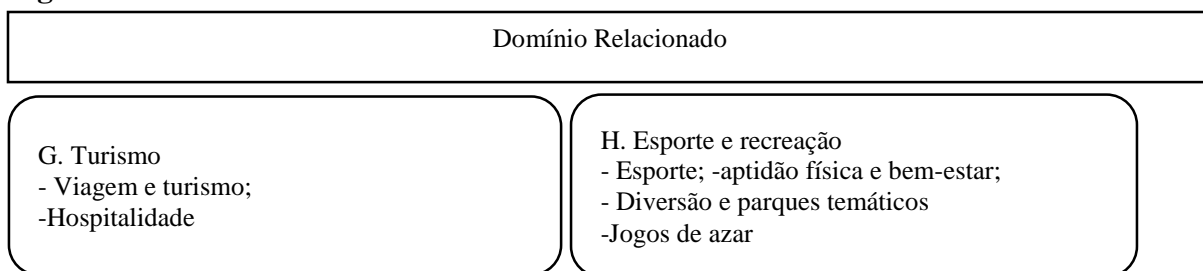 Domínio Relacionado
G. Turismo
- Viagem e turismo;
-Hospitalidade
H. Esporte e recreação
- Esporte; -aptidão física e bem-estar;
- Diversão e parques temáticos
-Jogos de azar